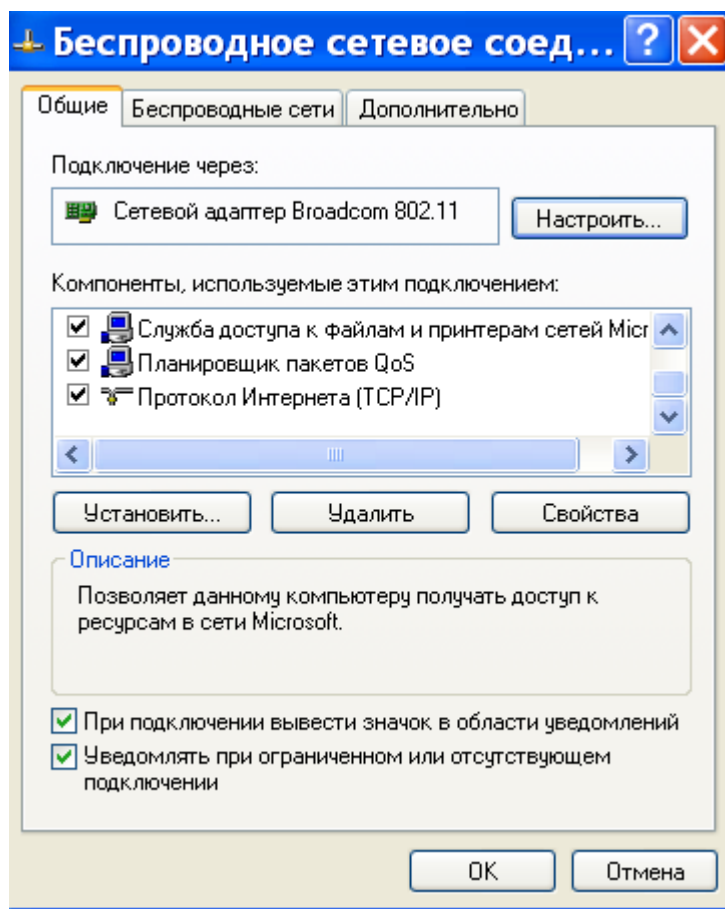 Беспроводное сетевое соед...
Общие
Беспроводные сети
Дополнительно
Подключение через:
Сетевой адаптер Broadcom 802.11
Настроить...
Компоненты, используемые этим подключением:
Служба доступа к файлам и принтерам сетей Micr
Планировщик пакетов QoS
Протокол Интернета (TCP/IP)
Установить...
Удалить
Свойства
Описание
Позволяет данному компьютеру получать доступ к
ресурсам в сети Microsoft.
При подключении вывести значок в области уведомлений
Уведомлять при ограниченном или отсутствующем
подключении
OK
Отмена